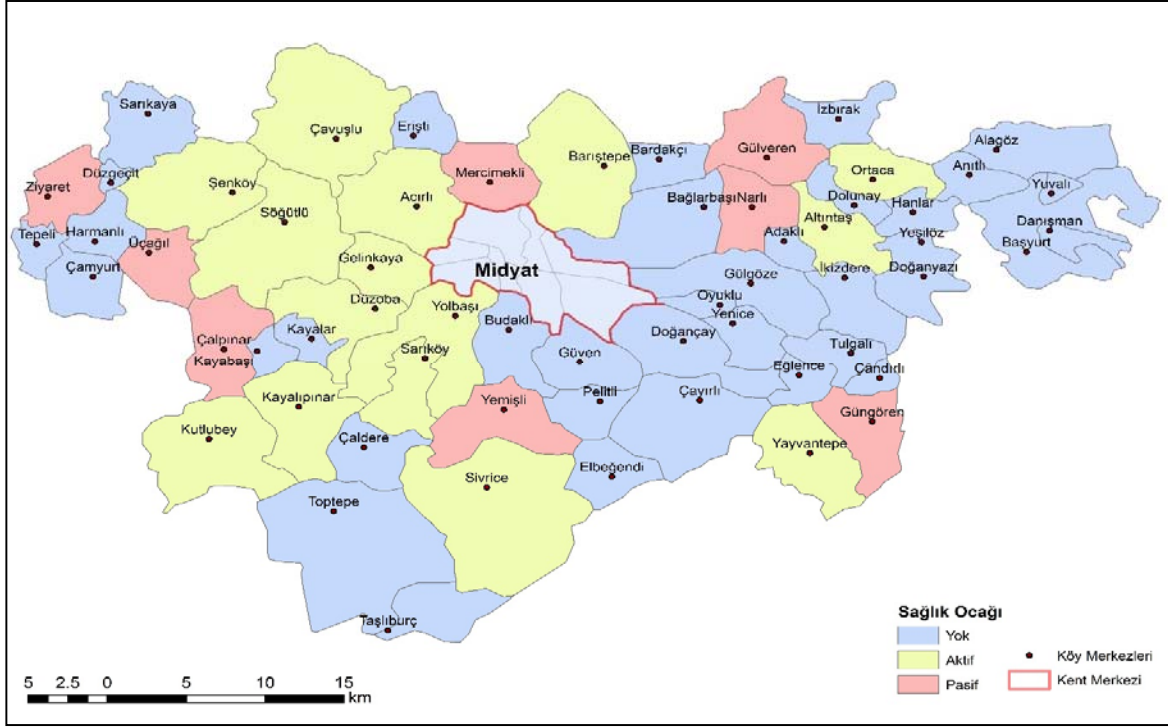 Sarıkaya
Çavuşlu
Erişti
İzbırak
Alagöz
Bardakçı
Gülveren
Barıştepe
Anıtlı
Ortaca
Düzgeçit
Ziyaret
Mercimekli
Şenköy
Yuvalı
Acırlı
Bağlarbaşı
Narlı
Dolunay
Hanlar
Söğütlü
Altıntaş
Danışman
Tepeli
Harmanlı
Üçağıl
Adaklı
Yeşilöz
Başyurt
Gelinkaya
Midyat
Çamyurt
Gülgöze
İkizdere
Doğanyazı
Düzoba
Yolbaşı
Oyuklu
Budaklı
Yenice
Kayalar
Doğançay
Çalpınar
Sarıköy
Güven
Tulgalı
Kayabaşı
Eğlence
Çandırlı
Kayalıpınar
Yemişli
Pelitli
Çayırlı
Güngören
Kutlubey
Çaldere
Yayvantepe
Elbeğendi
Sivrice
Toptepe
Taşlıburç
Sağlık Ocağı
Yok
Aktif
Pasif
Köy Merkezleri
Kent Merkezi
5 2.5 0 5 10 15
km